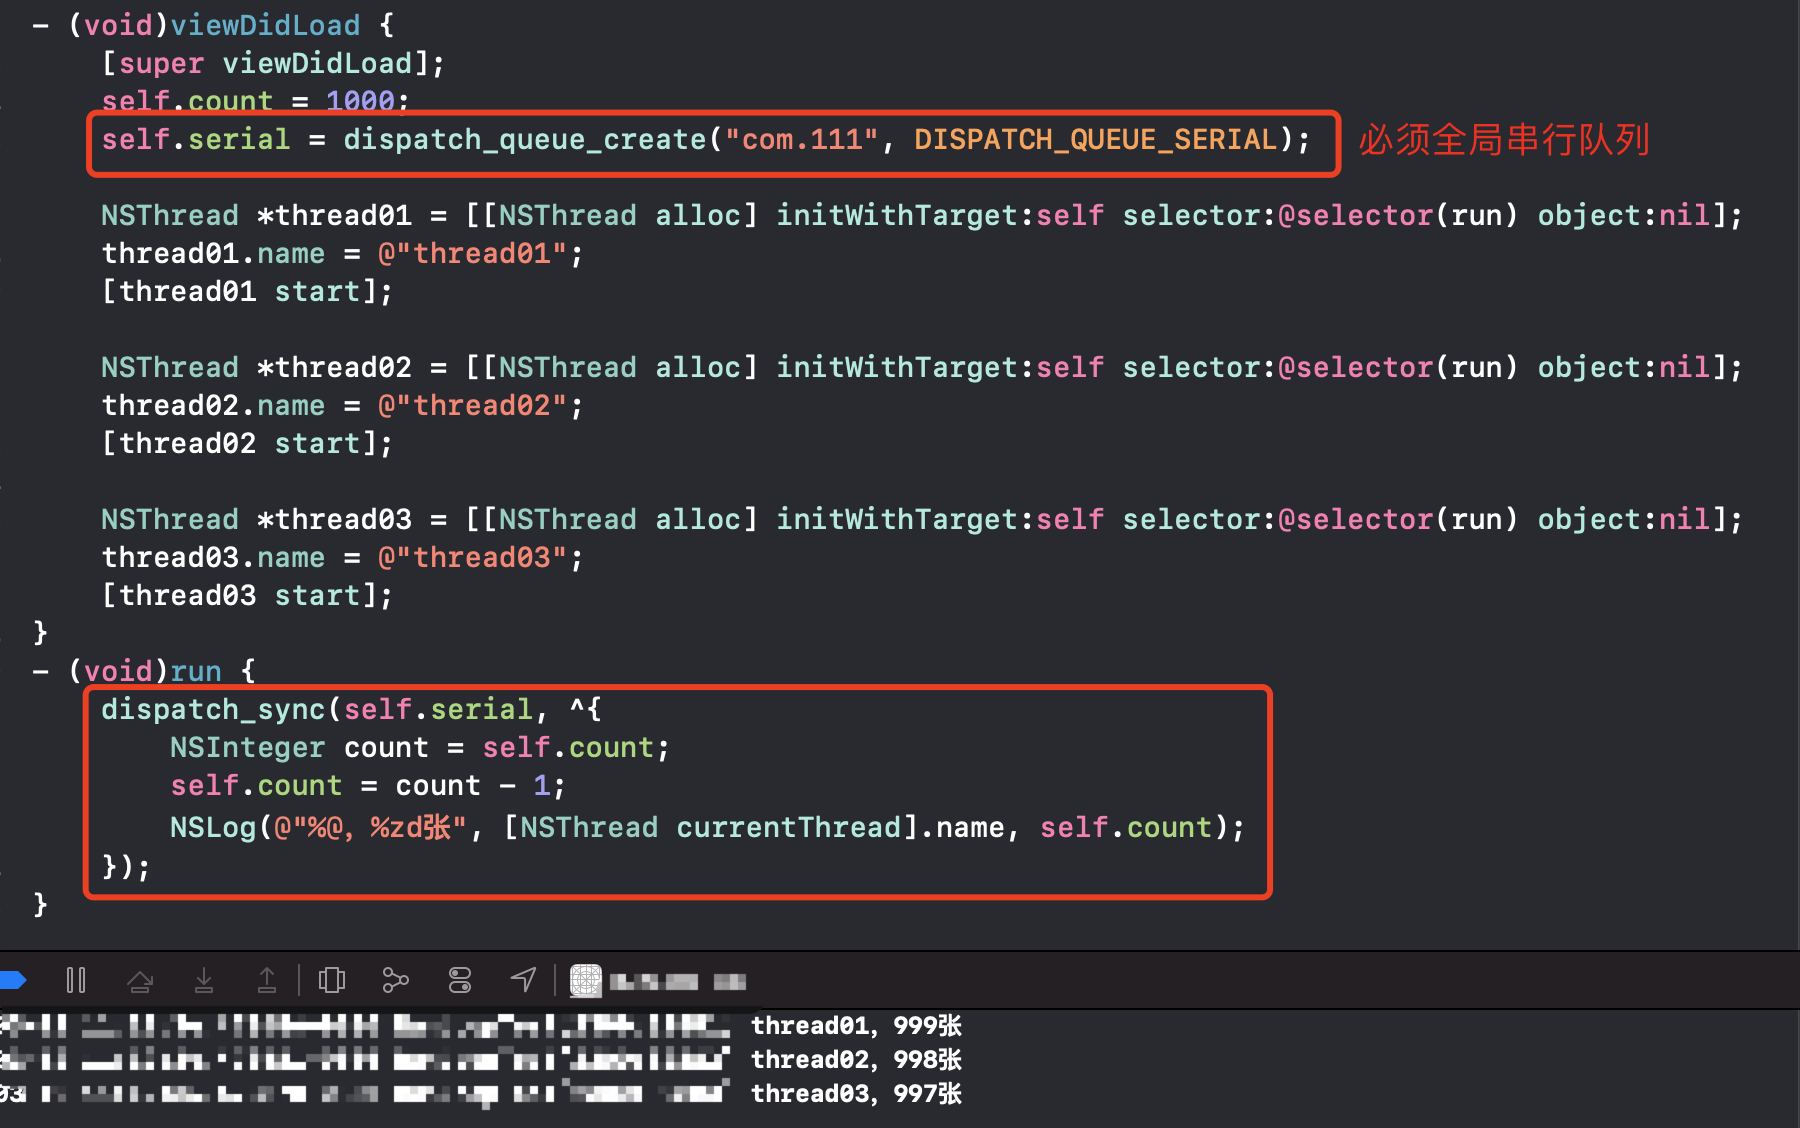 - (void)viewDidLoad {
[super viewDidLoad];
self.count = 1000;
self.serial = dispatch_queue_create("com.111", DISPATCH_QUEUE_SERIAL); 必须全局串行队列
NSThread *thread01 = [[NSThread alloc] initWithTarget:self selector:@selector(run) object:nil];
thread01.name = @"thread01";
[thread01 start];
NSThread *thread02 = [[NSThread alloc] initWithTarget:self selector:@selector(run) object:nil];
thread02.name = @"thread02";
[thread02 start];
NSThread *thread03 = [[NSThread alloc] initWithTarget:self selector:@selector(run) object:nil];
thread03.name = @"thread03";
[thread03 start];
}
- (void)run {
dispatch_sync(self.serial, ^{
NSInteger count = self.count;
self.count = count - 1;
NSLog(@"%@, %zd张", [NSThread currentThread].name, self.count);
});
}
thread01, 999张
thread02, 998张
thread03, 997张